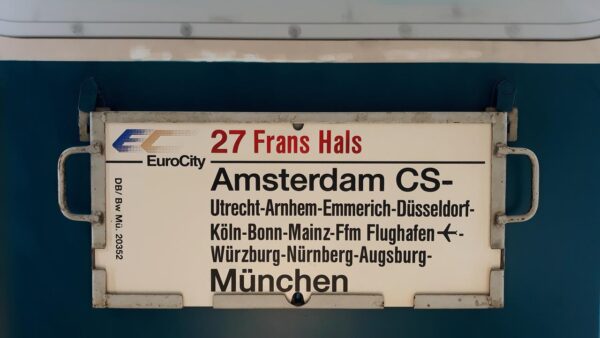 EC
EuroCity
27 Frans Hals
Amsterdam CS-
Utrecht-Arnhem-Emmerich-Düsseldorf-
Köln-Bonn-Mainz-Ffm Flughafen ✈-
Würzburg-Nürnberg-Augsburg-
München
DB/ Bw Mü. 20352